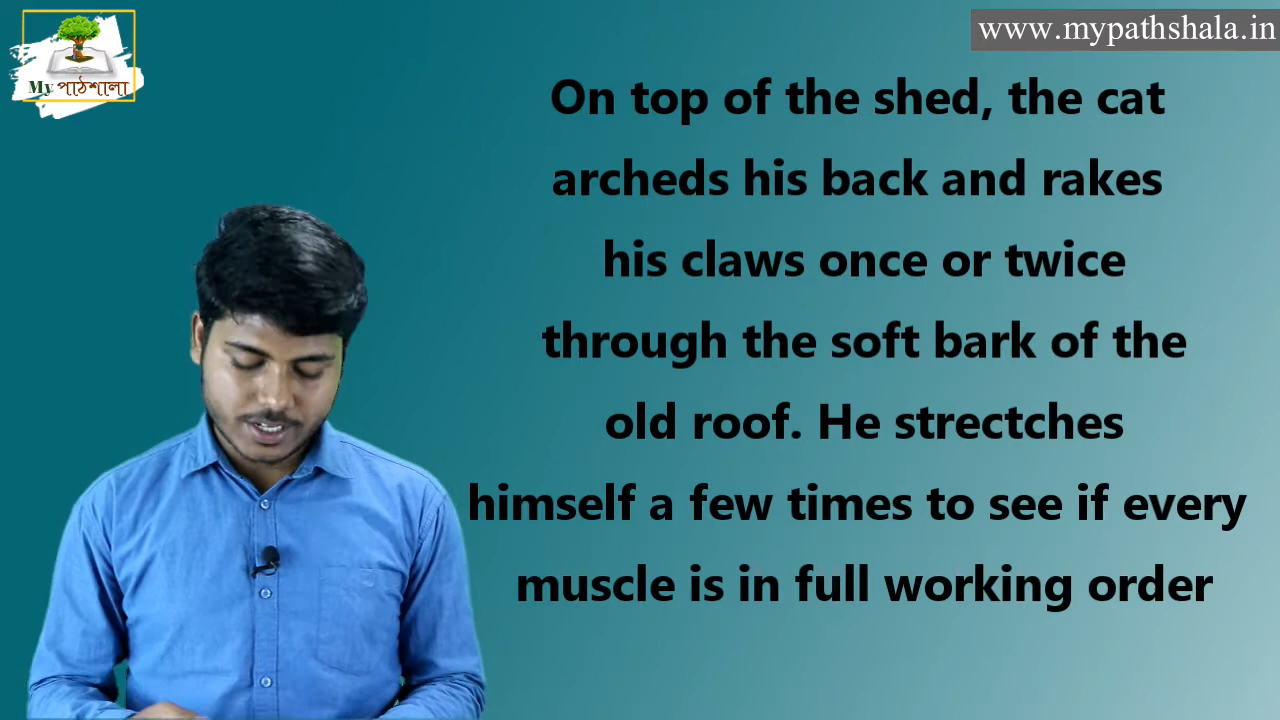 My পাঠশালা
www.mypathshala.in
On top of the shed, the cat
archeds his back and rakes
his claws once or twice
through the soft bark of the
old roof. He strectches
himself a few times to see if every
muscle is in full working order